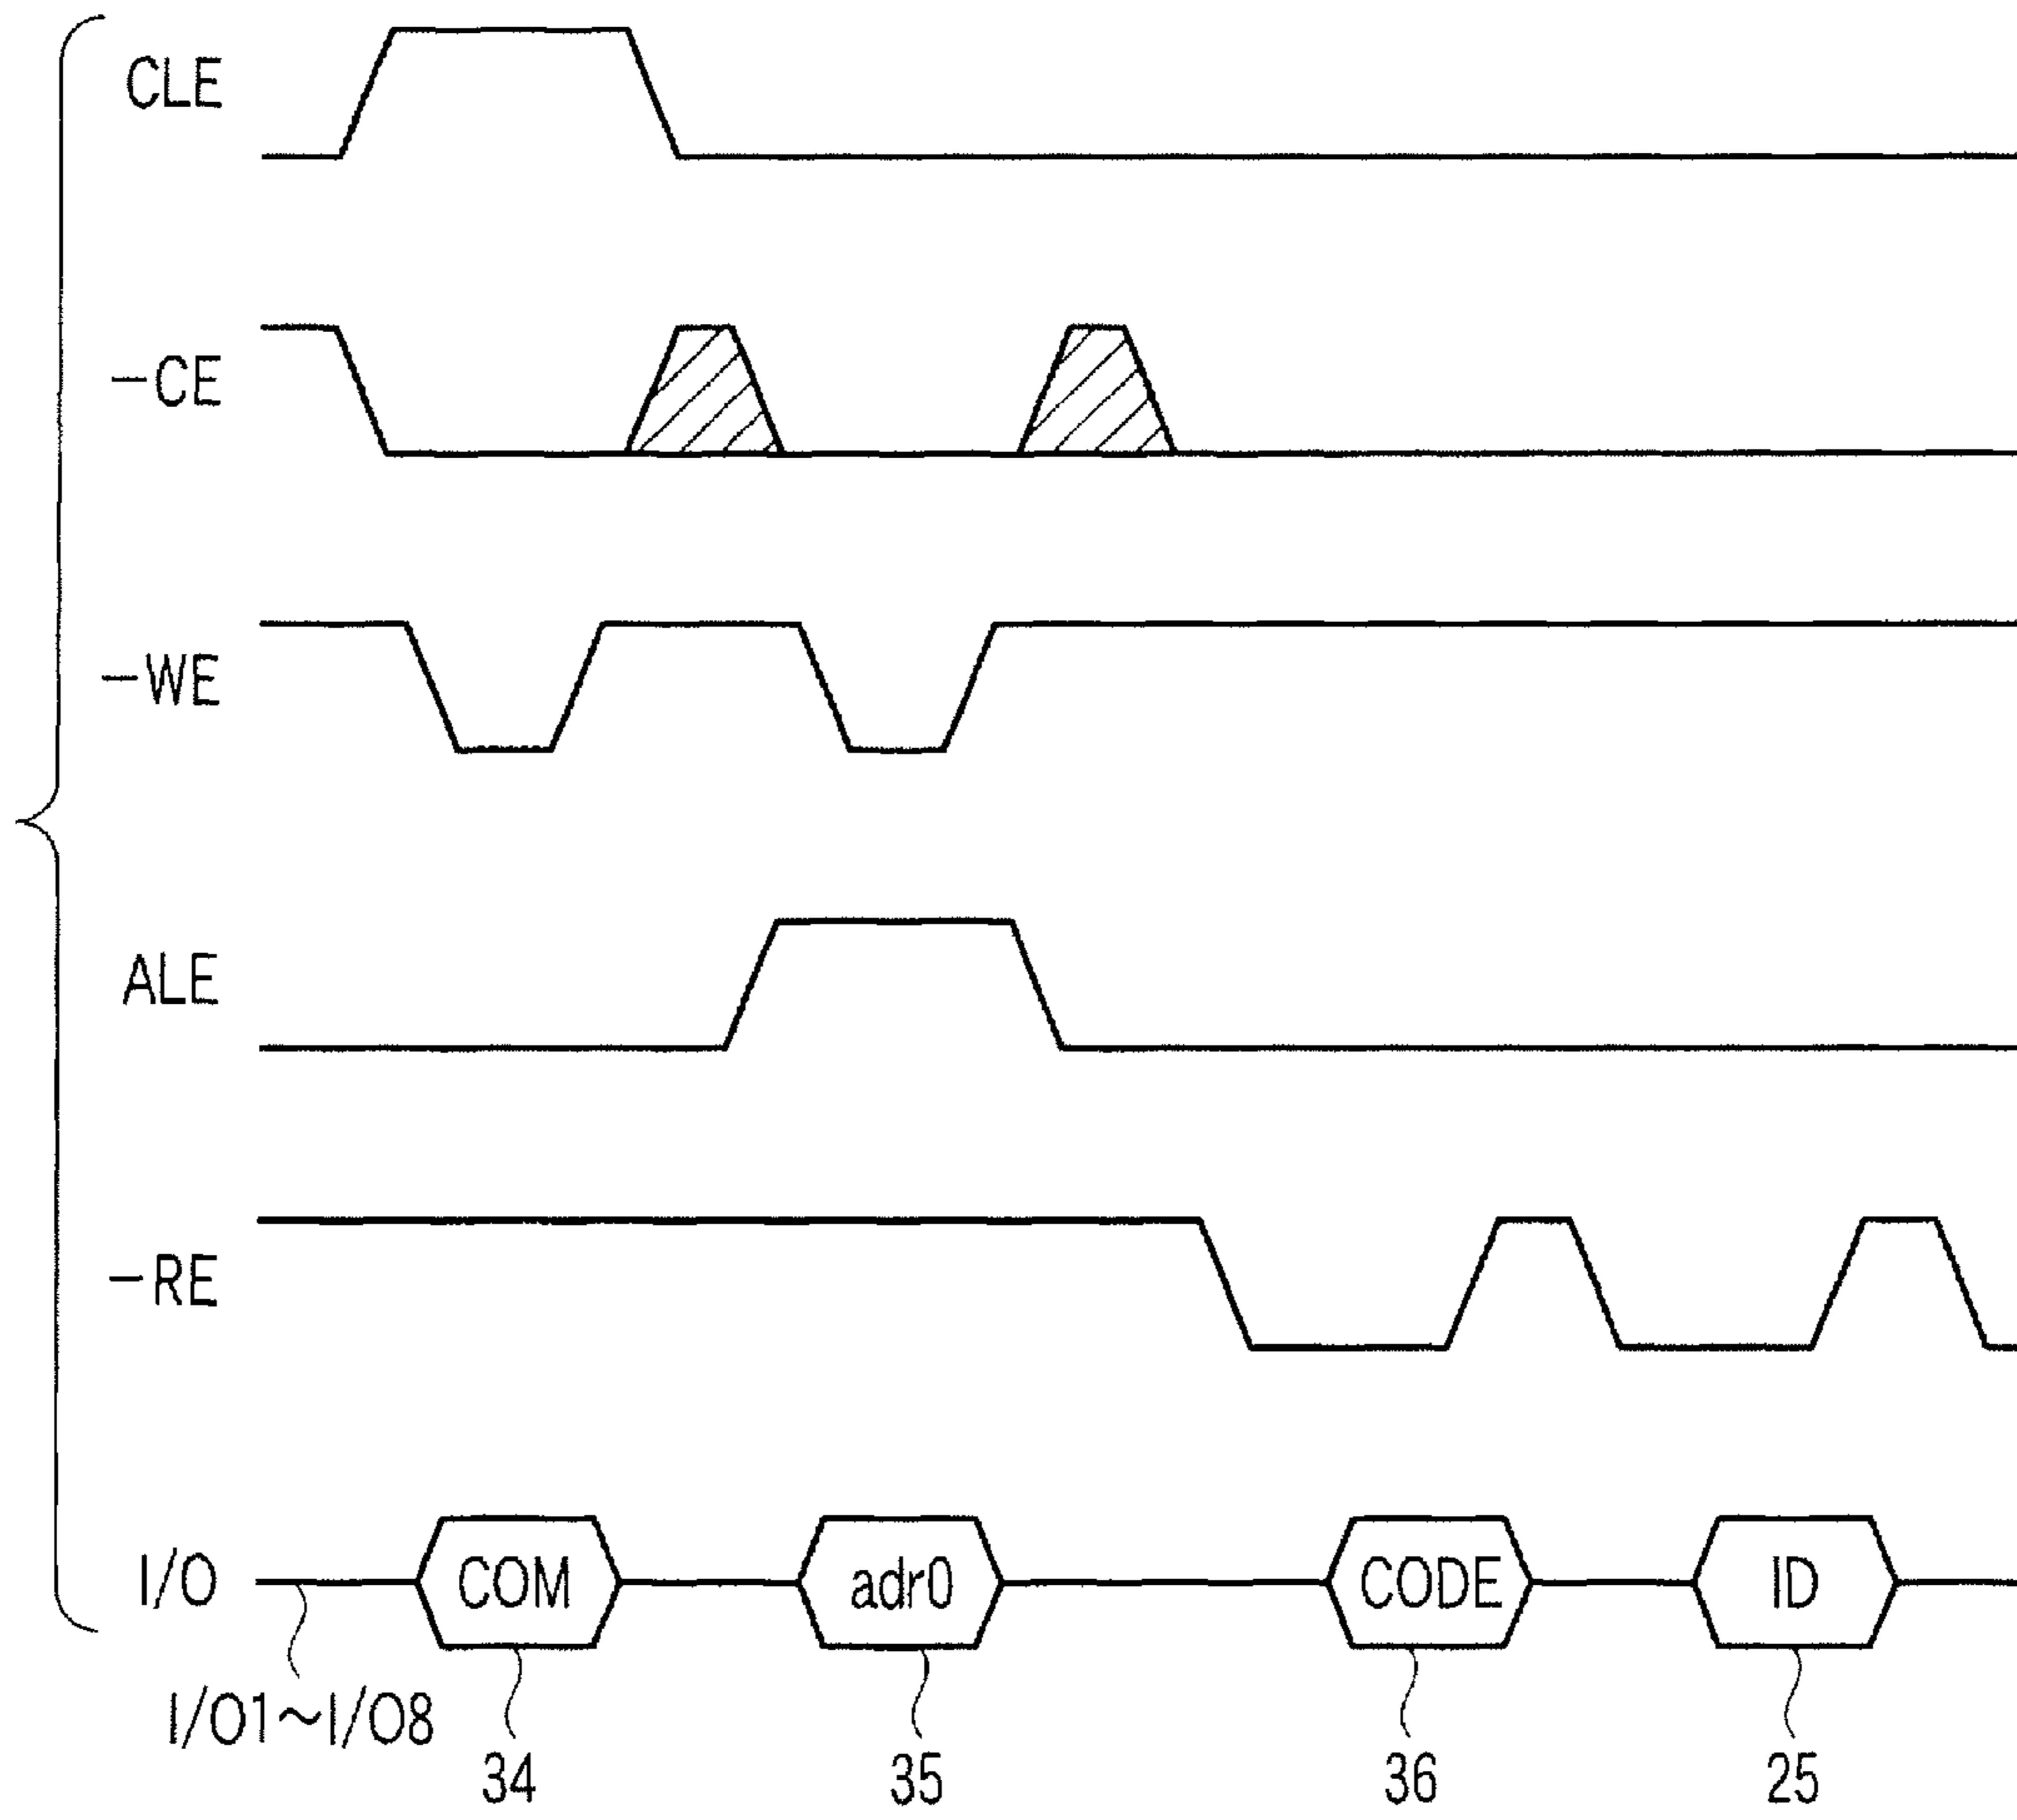 CLE
-CE
-WE
ALE
-RE
I/O COM adr0 CODE ID
I/O1~I/O8
34 35 36 25